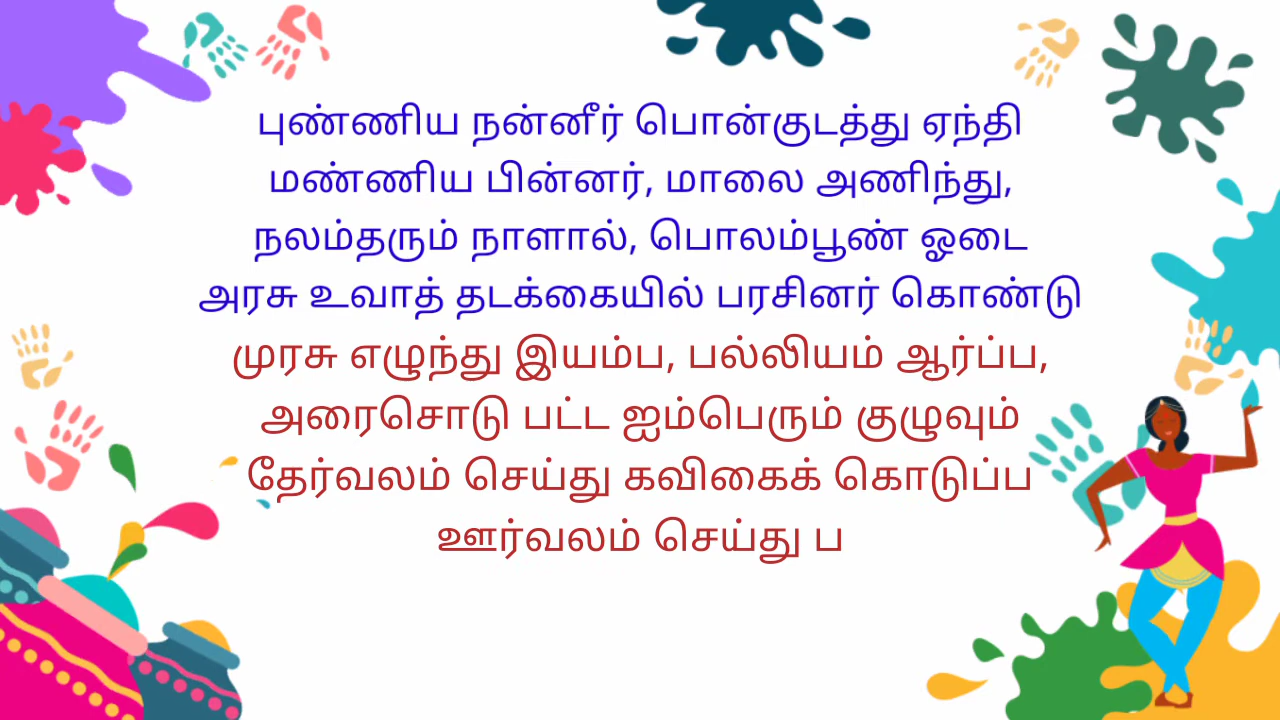 புண்ணிய நன்னீர் பொன்குடத்து ஏந்தி
மண்ணிய பின்னர், மாலை அணிந்து,
நலம்தரும் நாளால், பொலம்பூண் ஓடை
அரசு உவாத் தடக்கையில் பரசினர் கொண்டு
முரசு எழுந்து இயம்ப, பல்லியம் ஆர்ப்ப,
அரைசொடு பட்ட ஐம்பெரும் குழுவும்
தேர்வலம் செய்து கவிகைக் கொடுப்ப
ஊர்வலம் செய்து ப